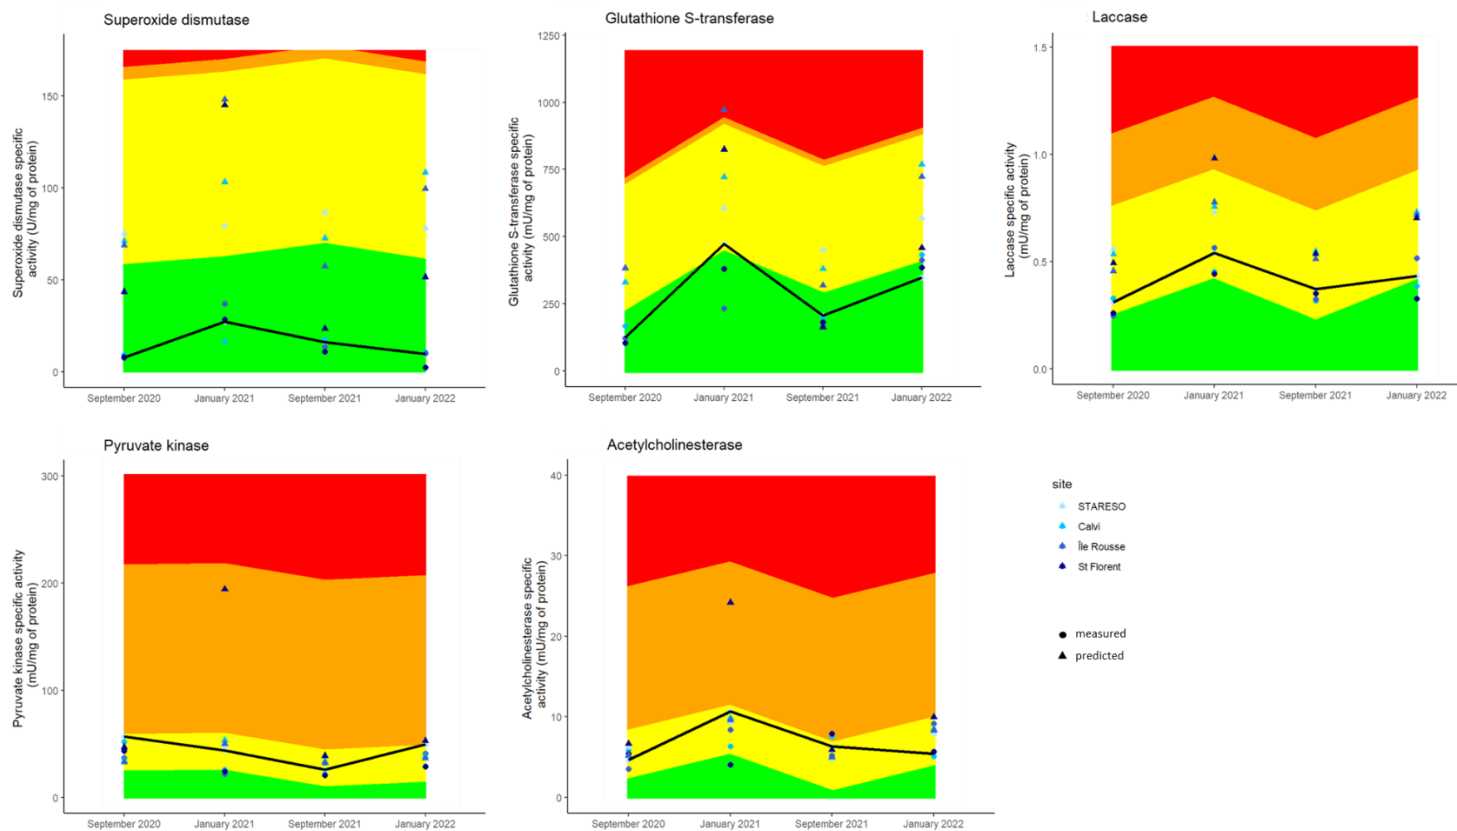 Superoxide dismutase
Superoxide dismutase specific
activity (UU/mg of protein)
150
100
50
0
September 2020 January 2021 September 2021 January 2022
Glutathione S-transferase
Glutathione S-transferase specific
activity (mU/mg of protein)
1250
1000
750
500
250
0
September 2020 January 2021 September 2021 January 2022
: Laccase
Laccase specific activity
(mU/mg of protein)
1.5
1.0
0.5
0.0
September 2020 January 2021 September 2021 January 2022
Pyruvate kinase
Pyruvate kinase specific activity
(mU/mg of protein)
300
200
100
0
September 2020 January 2021 September 2021 January 2022
Acetylcholinesterase
Acetylcholinesterase specific
activity (mU/mg of protein)
40
30
20
10
0
September 2020 January 2021 September 2021 January 2022
site
STARESO
Calvi
Île Rousse
St Florent
measured
predicted